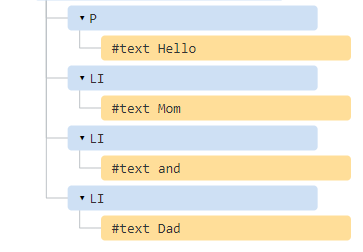 ▾ P
#text Hello
▾ LI
#text Mom
▾ LI
#text and
▾ LI
#text Dad